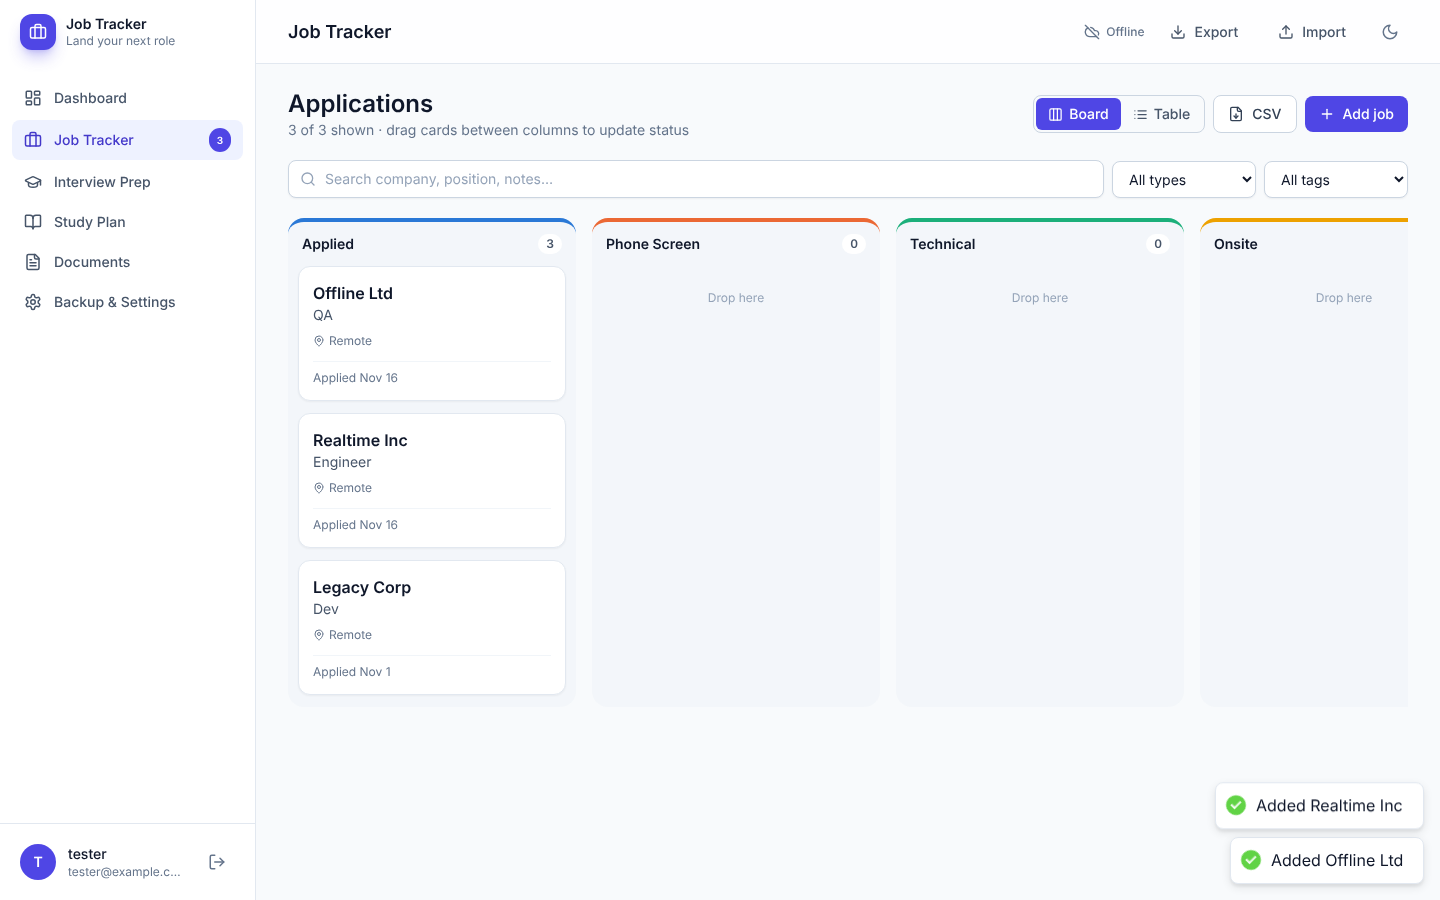 Job Tracker
Land your next role
Dashboard
Job Tracker
3
Interview Prep
Study Plan
Documents
Backup & Settings
T
tester
tester@example.c...
Job Tracker
Offline
Export
Import
Applications
3 of 3 shown · drag cards between columns to update status
Board
Table
CSV
Add job
Search company, position, notes...
All types
All tags
Applied
3
Offline Ltd
QA
Remote
Applied Nov 16
Realtime Inc
Engineer
Remote
Applied Nov 16
Legacy Corp
Dev
Remote
Applied Nov 1
Phone Screen
0
Drop here
Technical
0
Drop here
Onsite
Drop here
Added Realtime Inc
Added Offline Ltd